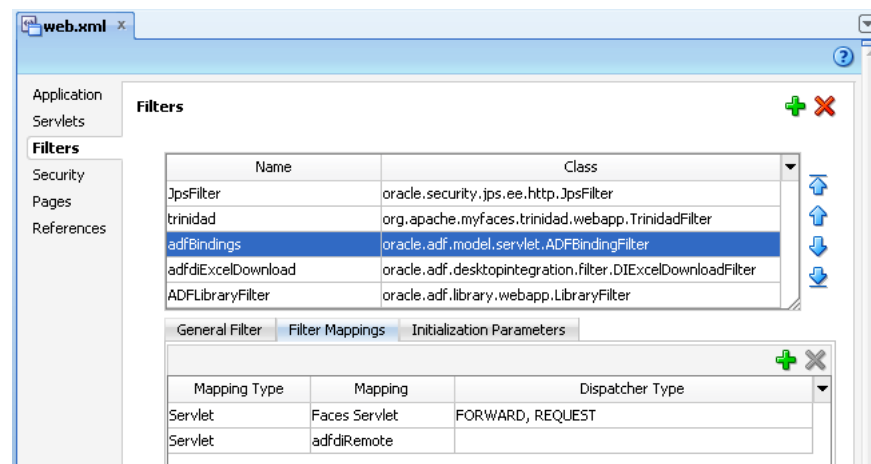 web.xml x
?
Application
Servlets
Filters
Security
Pages
References
Filters
Name Class
JpsFilter oracle.security.jps.ee.http.JpsFilter
trinidad org.apache.myfaces.trinidad.webapp.TrinidadFilter
adfBindings oracle.adf.model.servlet.ADFBindingFilter
adfdiExcelDownload oracle.adf.desktopintegration.filter.DIExcelDownloadFilter
ADFLibraryFilter oracle.adf.library.webapp.LibraryFilter
General Filter Filter Mappings Initialization Parameters
Mapping Type Mapping Dispatcher Type
Servlet Faces Servlet FORWARD, REQUEST
Servlet adfdiRemote